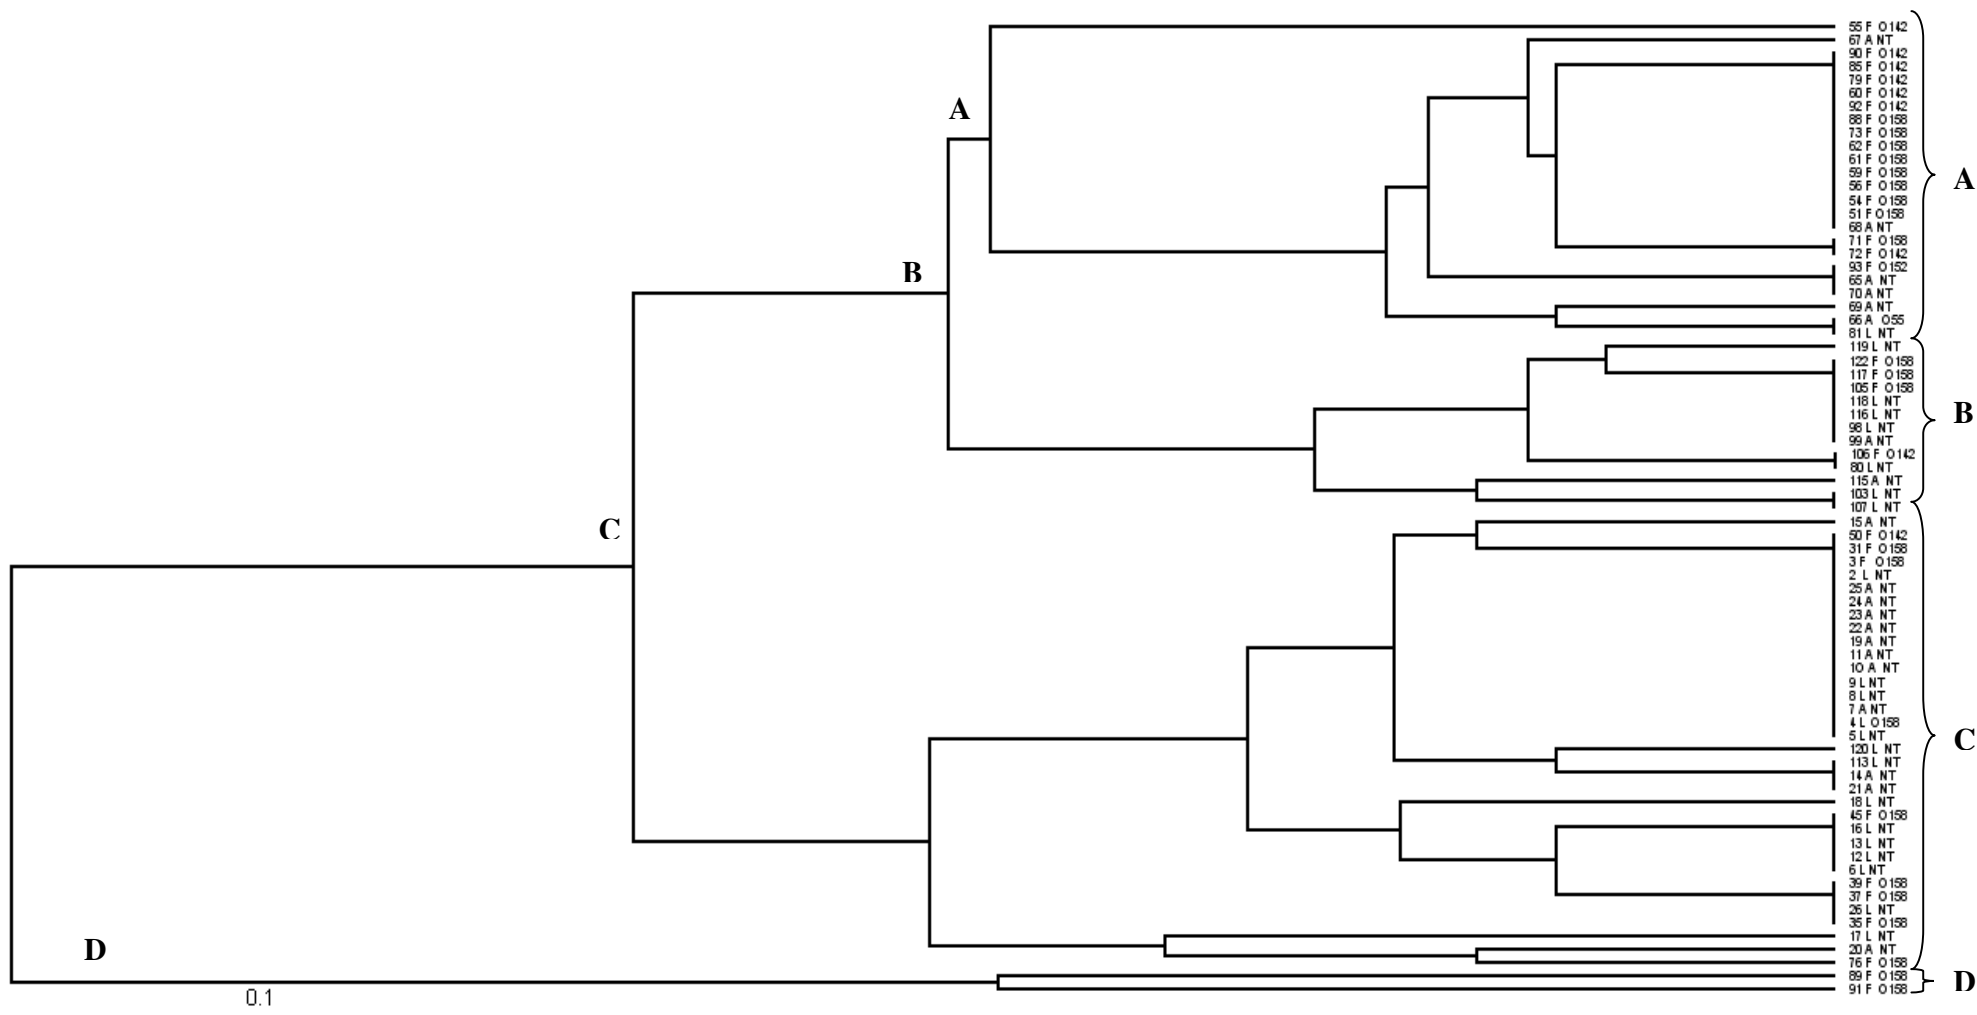 55 F O142
67 A NT
90 F O142
85 F O142
A
79 F O142
60 F O142
92 F O142
88 F O158
73 F O158
62 F O158
61 F O158
59 F O158
A
56 F O158
54 F O158
51 F O158
68 A NT
71 F O158
72 F O142
B
93 F O152
65 A NT
70 A NT
69 A NT
66 A O55
81 L NT
119 L NT
122 F O158
117 F O158
105 F O158
118 L NT
B
116 L NT
98 L NT
99 A NT
106 F O142
80 L NT
115 A NT
103 L NT
107 L NT
15 A NT
C
50 F O142
31 F O158
3 F O158
2 L NT
25 A NT
24 A NT
23 A NT
22 A NT
19 A NT
11 A NT
10 A NT
9 L NT
8 L NT
7 A NT
4 L O158
5 L NT
C
120 L NT
113 L NT
14 A NT
21 A NT
18 L NT
45 F O158
16 L NT
13 L NT
12 L NT
6 L NT
39 F O158
37 F O158
26 L NT
35 F O158
17 L NT
D
20 A NT
76 F O158
89 F O158
D
91 F O158
0.1